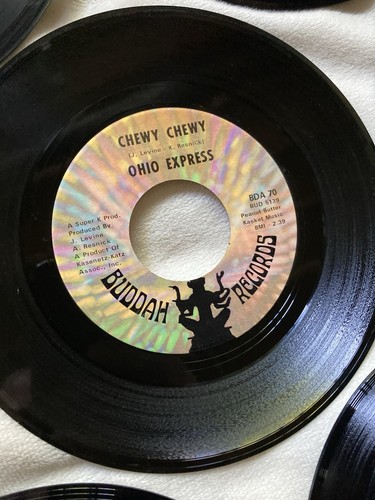 CHEWY CHEWY
(J. Levine - K. Resnick)
OHIO EXPRESS
BDA 70
BUD 5139
Peanut Butter
Kaskat Music
BMI - 2:39
A Super K Prod.
Produced By
J. Levine
A. Resnick
A Product Of
Kasenetz-Katz
Assoc., Inc.
BUDDAH RECORDS